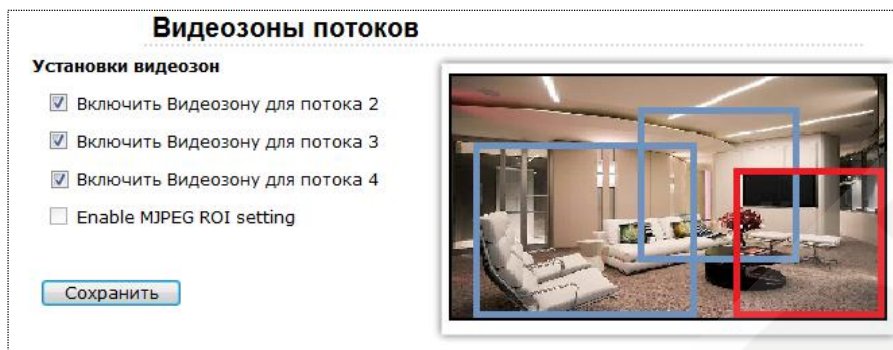 Видеозоны потоков
Установки видеозон
Включить Видеозону для потока 2
Включить Видеозону для потока 3
Включить Видеозону для потока 4
Enable MJPEG ROI setting
Сохранить